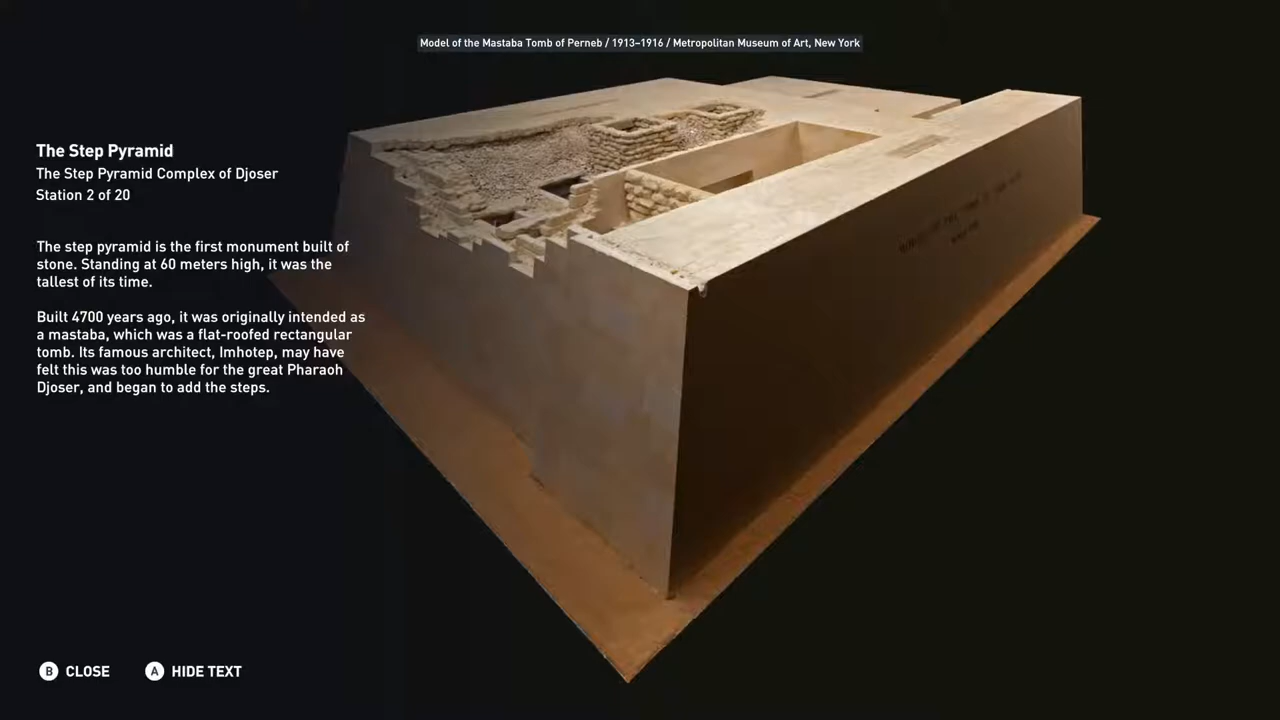 Model of the Mastaba Tomb of Perneb / 1913–1916 / Metropolitan Museum of Art, New York
The Step Pyramid
The Step Pyramid Complex of Djoser
Station 2 of 20
The step pyramid is the first monument built of
stone. Standing at 60 meters high, it was the
tallest of its time.
Built 4700 years ago, it was originally intended as
a mastaba, which was a flat-roofed rectangular
tomb. Its famous architect, Imhotep, may have
felt this was too humble for the great Pharaoh
Djoser, and began to add the steps.
B CLOSE A HIDE TEXT